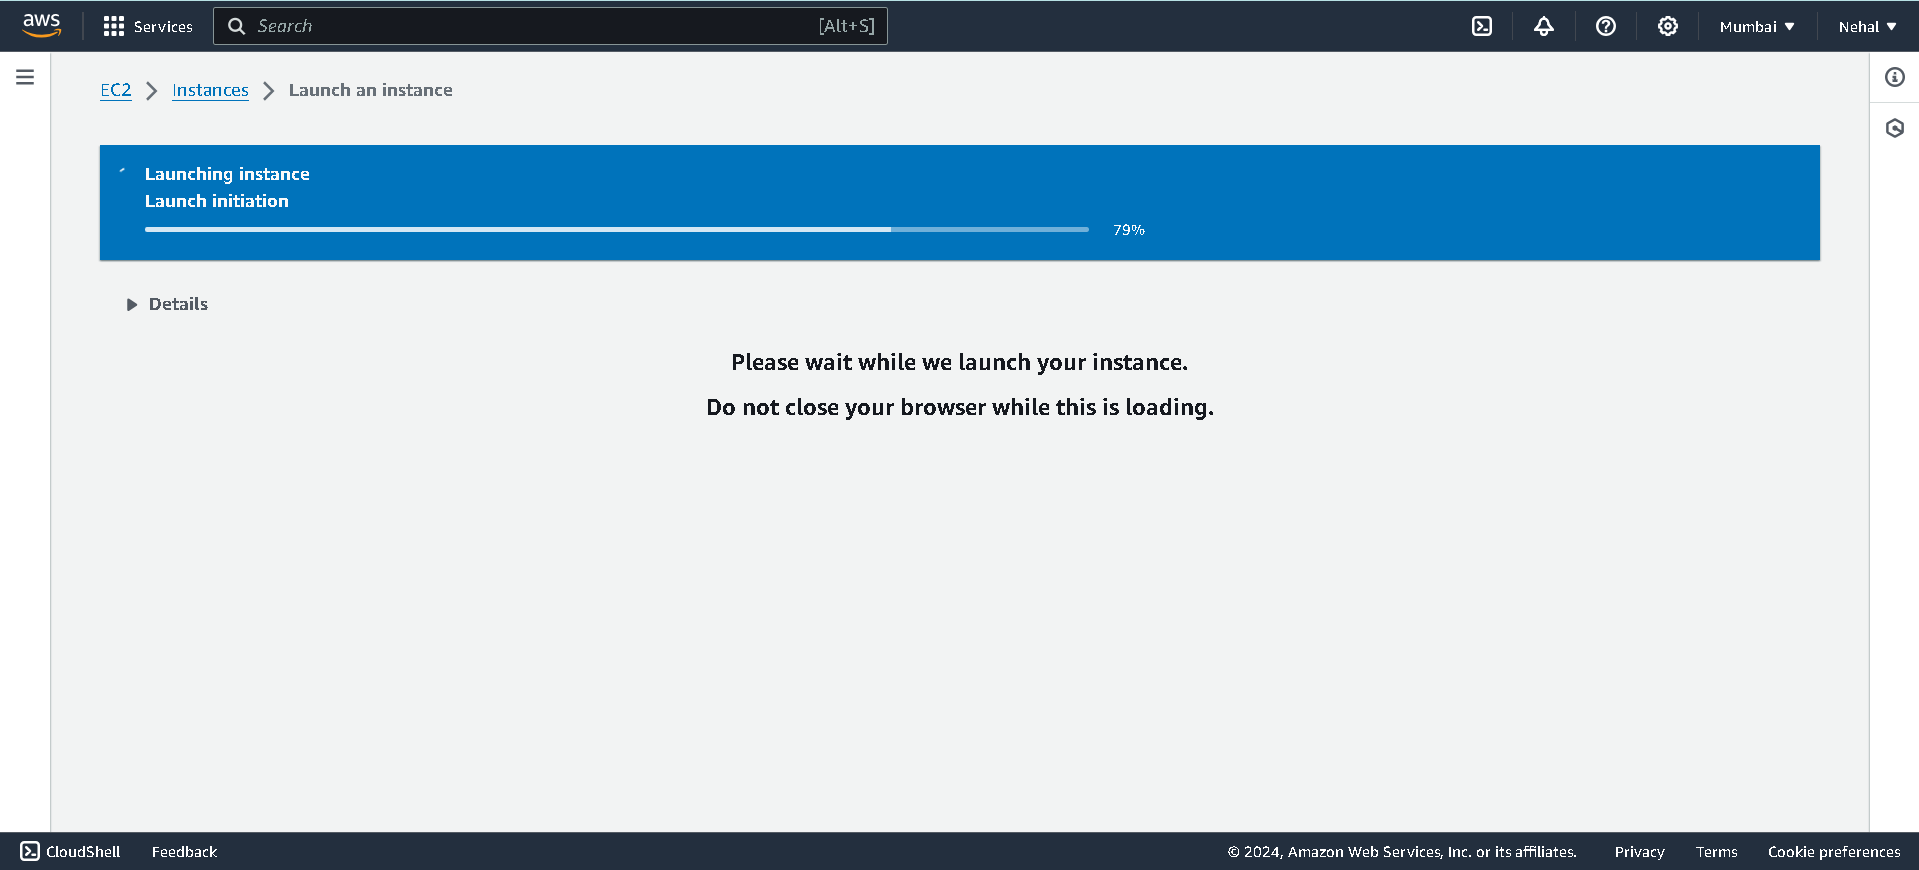 aws
Services
Search
[Alt+S]
Mumbai
Nehal
EC2
Instances
Launch an instance
Launching instance
Launch initiation
79%
Details
Please wait while we launch your instance.
Do not close your browser while this is loading.
CloudShell
Feedback
© 2024, Amazon Web Services, Inc. or its affiliates.
Privacy
Terms
Cookie preferences